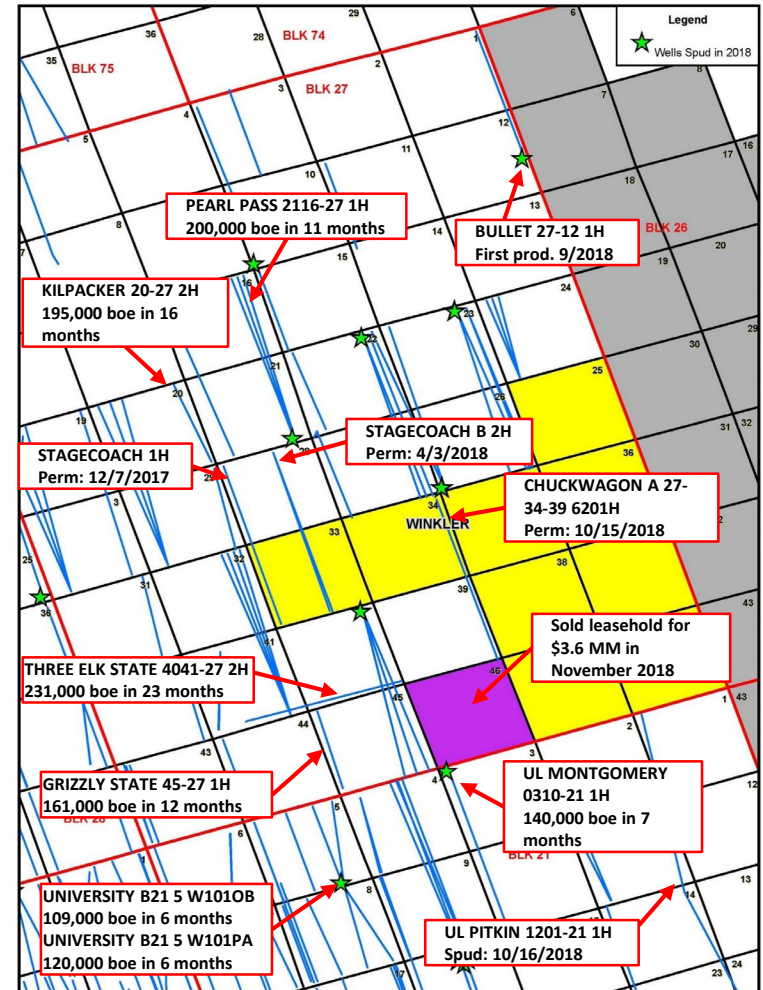 29
6
Legend
Wells Spud in 2018
36
28
BLK 74
1
35
BLK 75
2
8
3
BLK 27
7
4
12
5
11
16
17
10
18
PEARL PASS 2116-27 1H
200,000 boe in 11 months
13
BULLET 27-12 1H
First prod. 9/2018
BLK 26
8
20
15
19
7
16
24
KILPACKER 20-27 2H
195,000 boe in 16
months
23
22
29
30
21
25
20
26
19
32
31
STAGECOACH B 2H
Perm: 4/3/2018
STAGECOACH 1H
Perm: 12/7/2017
28
36
29
CHUCKWAGON A 27-
34-39 6201H
Perm: 10/15/2018
3
34
WINKLER
33
2
32
25
38
31
39
36
43
Sold leasehold for
$3.6 MM in
November 2018
41
THREE ELK STATE 4041-27 2H
231,000 boe in 23 months
46
45
1
43
44
2
43
3
GRIZZLY STATE 45-27 1H
161,000 boe in 12 months
4
UL MONTGOMERY
0310-21 1H
140,000 boe in 7
months
12
5
BLK 28
6
9
BLK 21
1
13
UNIVERSITY B21 5 W101OB
109,000 boe in 6 months
UNIVERSITY B21 5 W101PA
120,000 boe in 6 months
8
14
UL PITKIN 1201-21 1H
Spud: 10/16/2018
17
24
23